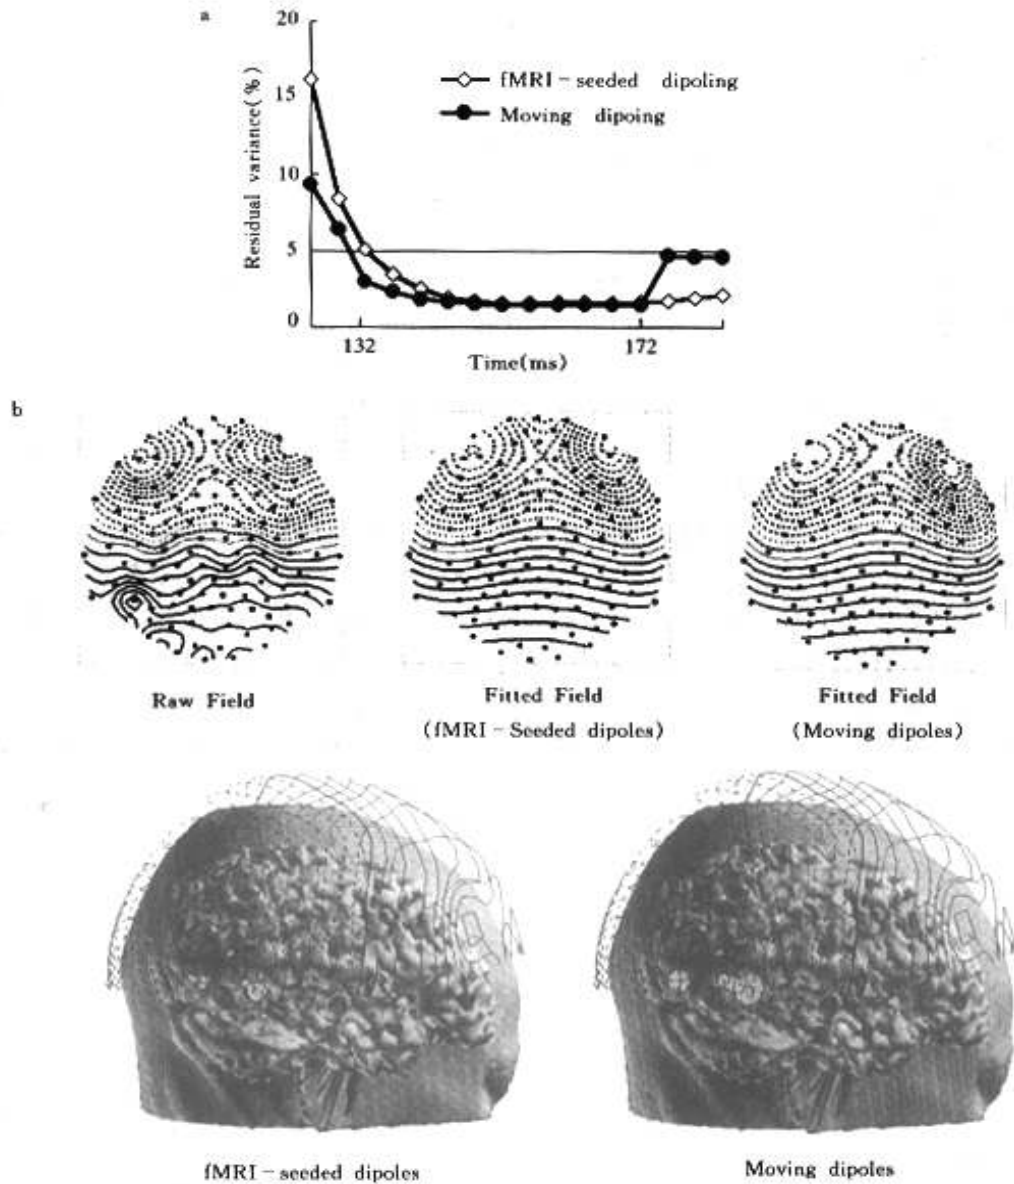 a
20
15
10
5
0
Residual variance(%)
fMRI-seeded dipoling
Moving dipoing
132
172
Time(ms)
b
Raw Field
Fitted Field
(fMRI-Seeded dipoles)
Fitted Field
(Moving dipoles)
c
fMRI-seeded dipoles
Moving dipoles